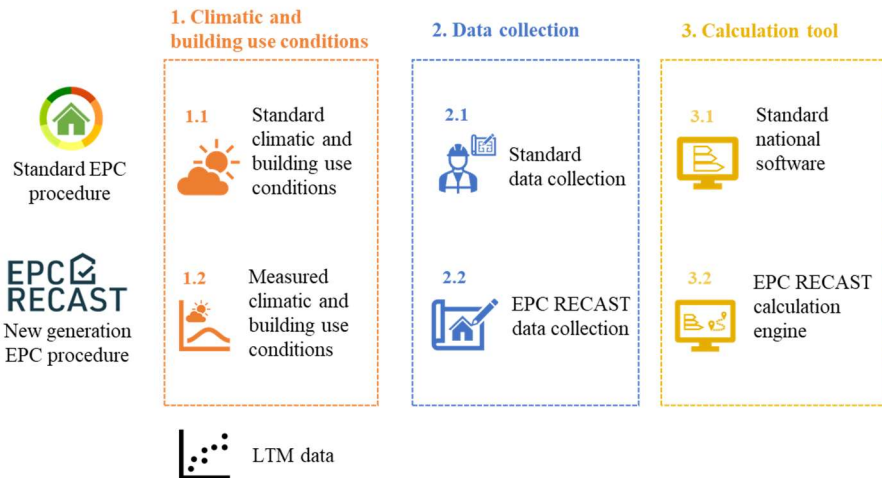 1. Climatic and
building use conditions
2. Data collection
3. Calculation tool
Standard EPC
procedure
1.1
Standard
climatic and
building use
conditions
2.1
Standard
data collection
3.1
Standard
national
software
EPC
RECAST
New generation
EPC procedure
1.2
Measured
climatic and
building use
conditions
2.2
EPC RECAST
data collection
3.2
EPC RECAST
calculation
engine
LTM data